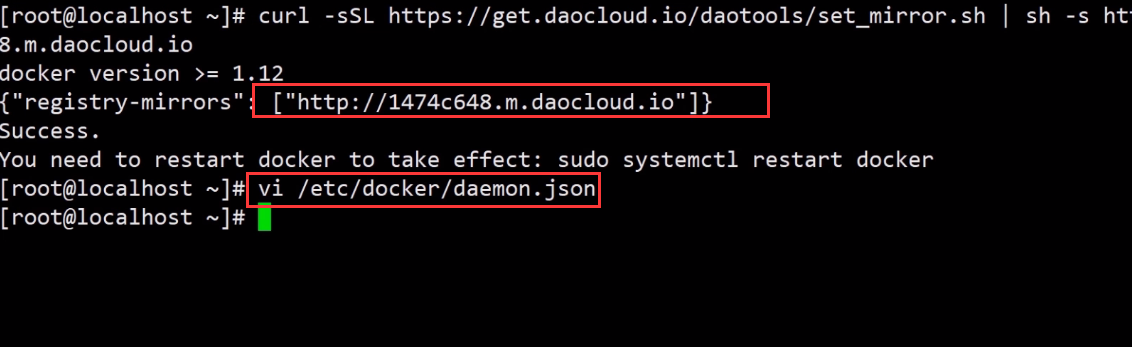 [root@localhost ~]# curl -sSL https://get.daocloud.io/daotools/set_mirror.sh | sh -s htt
8.m.daocloud.io
docker version >= 1.12
{"registry-mirrors": ["http://1474c648.m.daocloud.io"]}
Success.
You need to restart docker to take effect: sudo systemctl restart docker
[root@localhost ~]# vi /etc/docker/daemon.json
[root@localhost ~]#